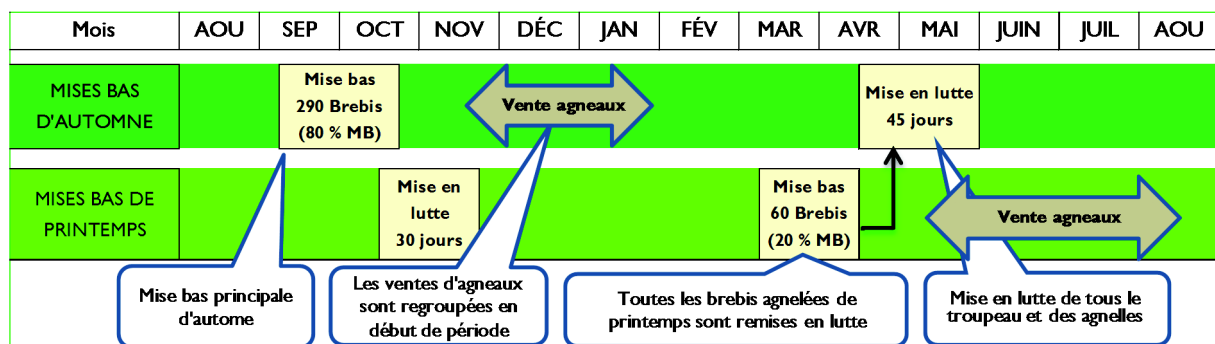 Mois AOU SEP OCT NOV DÉC JAN FÉV MAR AVR MAI JUIN JUIL AOU
MISES BAS
D'AUTOMNE
Mise bas
290 Brebis
(80 % MB)
Vente agneaux
Mise en lutte
45 jours
MISES BAS DE
PRINTEMPS
Mise en
lutte
30 jours
Mise bas
60 Brebis
(20 % MB)
Vente agneaux
Mise bas principale
d'autome
Les ventes d'agneaux
sont regroupées en
début de période
Toutes les brebis agnelées de
printemps sont remises en lutte
Mise en lutte de tous le
troupeau et des agnelles